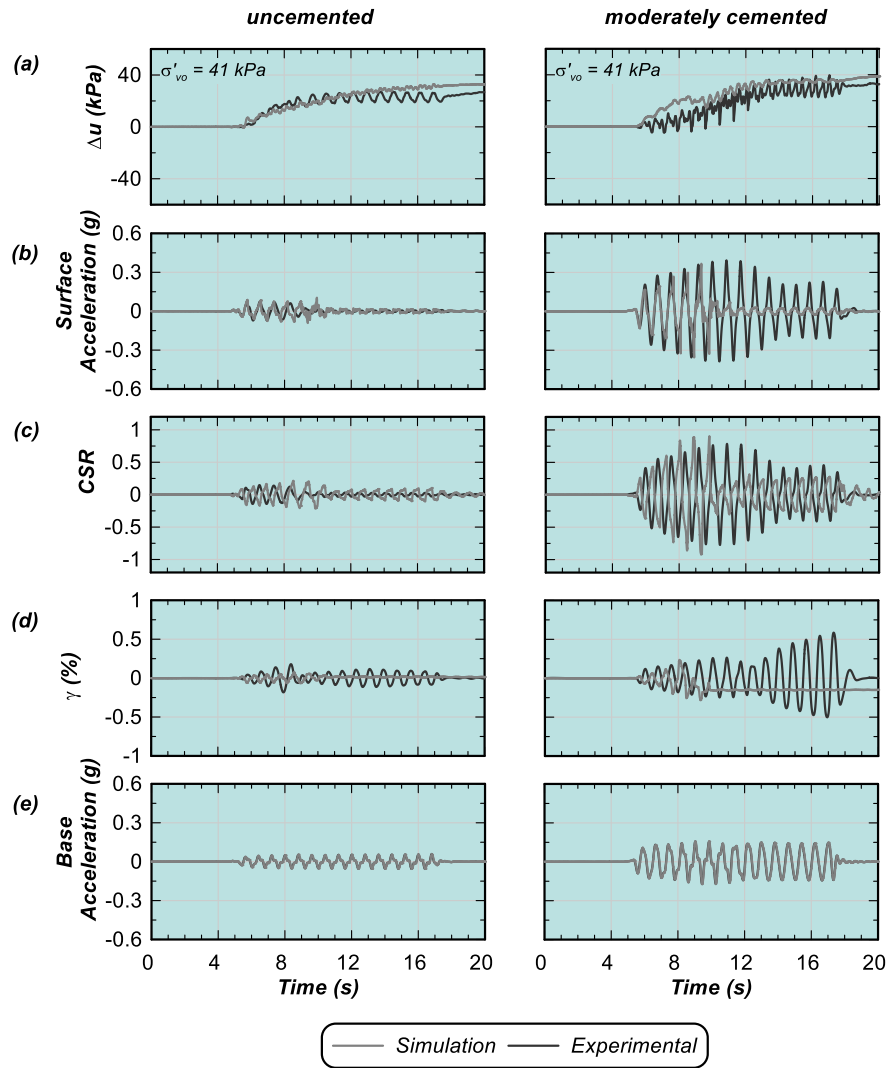 uncemented moderately cemented
(a)
Δu (kPa)
40
0
-40
σ'vo = 41 kPa
σ'vo = 41 kPa
(b)
Surface
Acceleration (g)
0.6
0.3
0
-0.3
-0.6
(c)
CSR
1
0.5
0
-0.5
-1
(d)
γ (%)
1
0.5
0
-0.5
-1
(e)
Base
Acceleration (g)
0.6
0.3
0
-0.3
-0.6
0 4 8 12 16 20
0 4 8 12 16 20
Time (s) Time (s)
Simulation Experimental